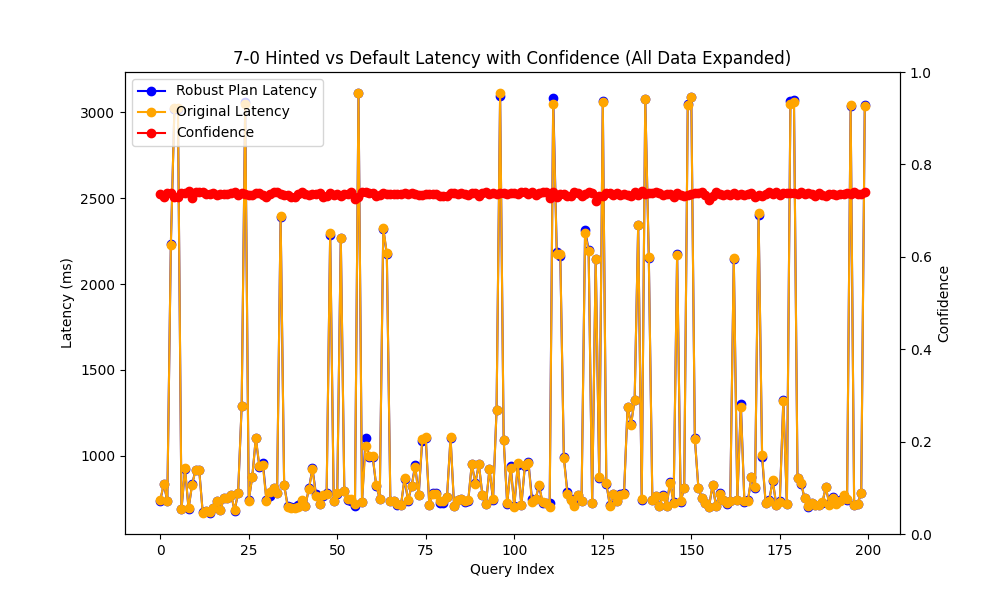 7-0 Hinted vs Default Latency with Confidence (All Data Expanded)
Robust Plan Latency
Original Latency
Confidence
Latency (ms)
3000
2500
2000
1500
1000
1.0
0.8
0.6
0.4
0.2
0.0
Confidence
0 25 50 75 100 125 150 175 200
Query Index